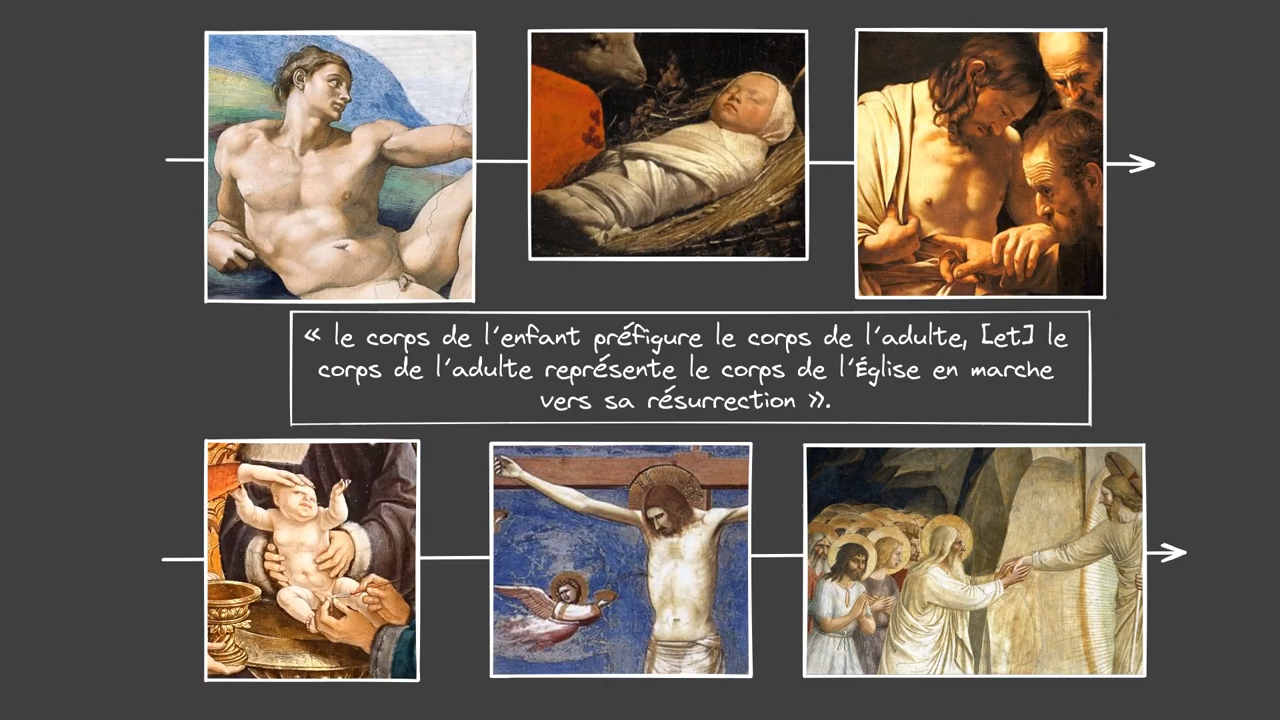 « le corps de l'enfant préfigure le corps de l'adulte, [et] le
corps de l'adulte représente le corps de l'Église en marche
vers sa résurrection ».